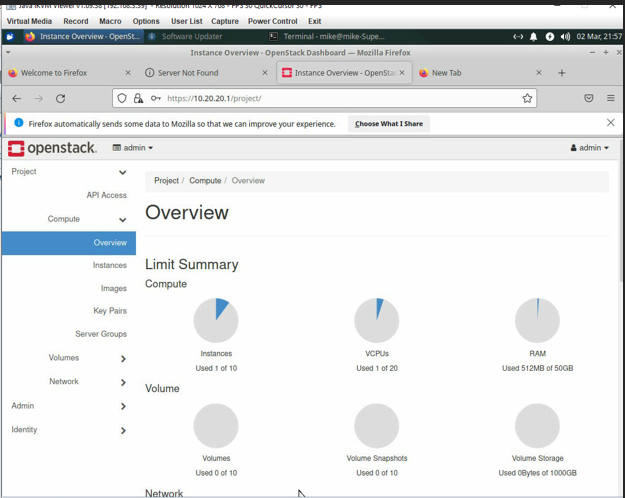 Java iKVM Viewer v1.69.38 [192.168.3.59] - Resolution 1024 X 768 - FPS 30
Virtual Media Record Macro Options User List Capture Power Control Exit
Instance Overview - OpenSt... Software Updater Terminal - mike@mike-Supe... 02 Mar, 21:57
Instance Overview - OpenStack Dashboard — Mozilla Firefox
Welcome to Firefox Server Not Found Instance Overview - OpenSta New Tab
https://10.20.20.1/project/
Firefox automatically sends some data to Mozilla so that we can improve your experience. Choose What I Share
openstack. admin admin
Project
API Access
Compute
Overview
Instances
Images
Key Pairs
Server Groups
Volumes
Network
Admin
Identity
Project / Compute / Overview
Overview
Limit Summary
Compute
Instances
Used 1 of 10
VCPUs
Used 1 of 20
RAM
Used 512MB of 50GB
Volume
Volumes
Used 0 of 10
Volume Snapshots
Used 0 of 10
Volume Storage
Used 0Bytes of 1000GB
Network